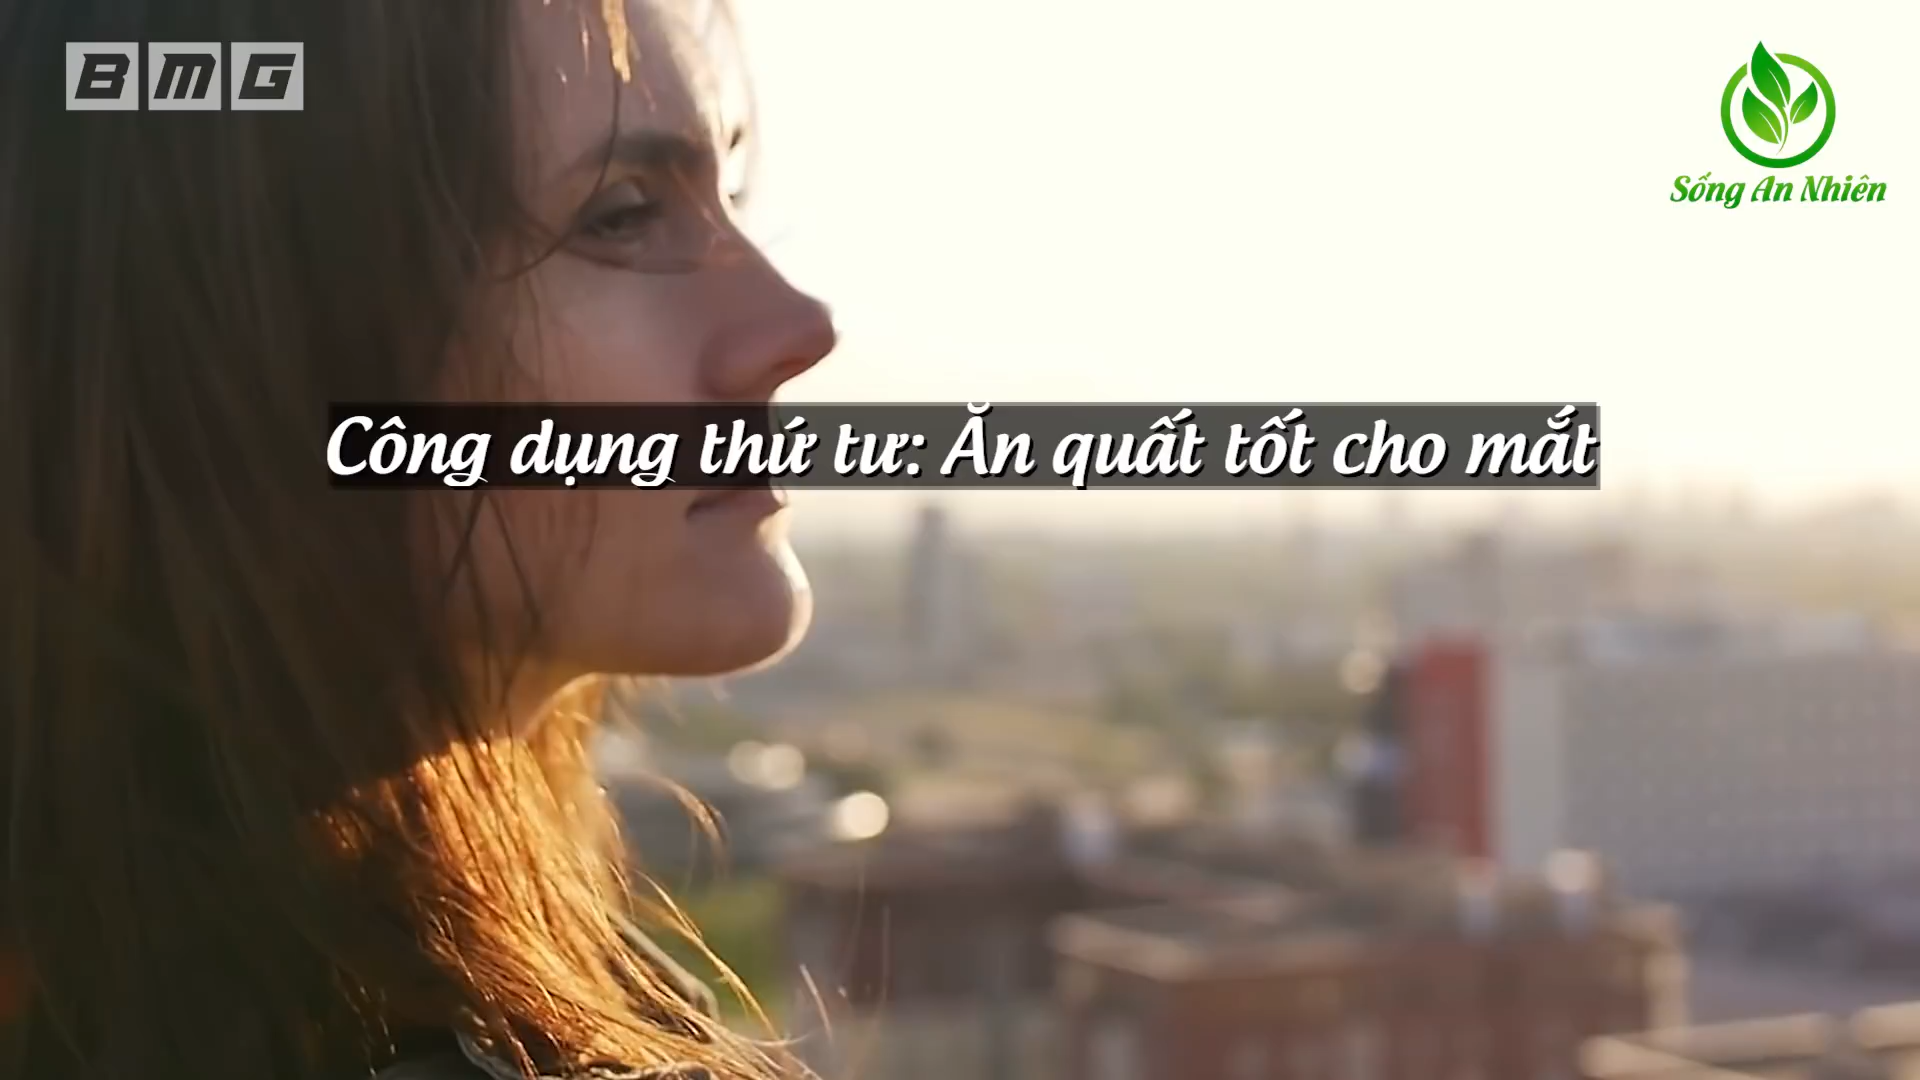 BMG
Sống An Nhiên
Công dụng thứ tư: Ăn quất tốt cho mắt